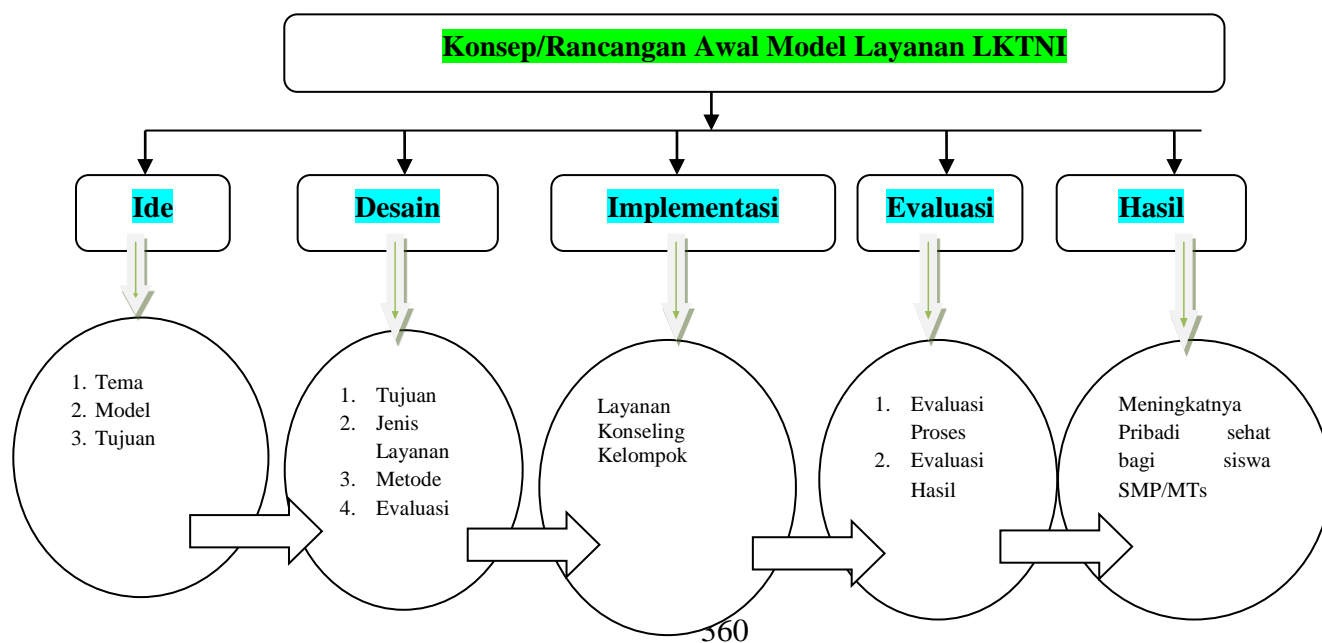 Konsep/Rancangan Awal Model Layanan LKTNI
Ide
Desain
Implementasi
Evaluasi
Hasil
1. Tema
2. Model
3. Tujuan
1. Tujuan
2. Jenis
Layanan
3. Metode
4. Evaluasi
Layanan
Konseling
Kelompok
1. Evaluasi
Proses
2. Evaluasi
Hasil
Meningkatnya
Pribadi sehat
bagi siswa
SMP/MTs
360